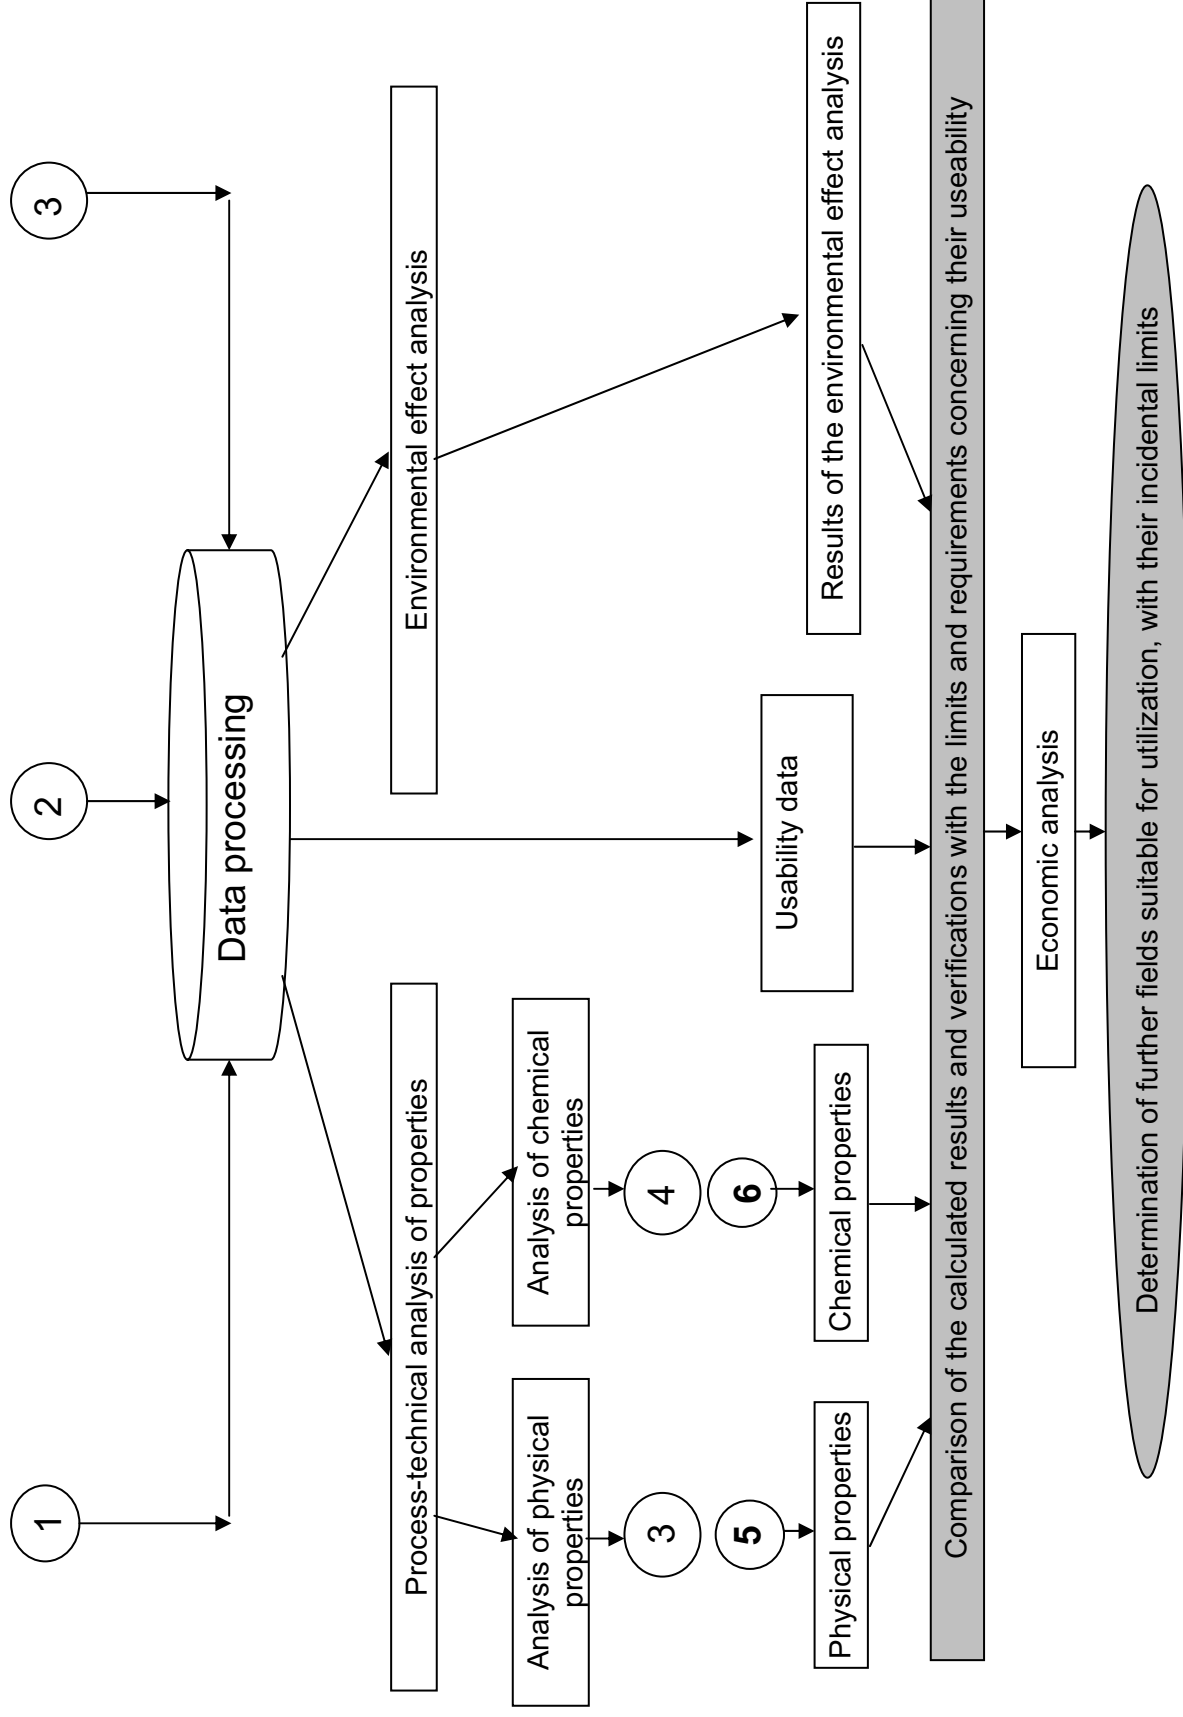 1
2
3
Data processing
Process-technical analysis of properties
Environmental effect analysis
Analysis of physical
properties
Analysis of chemical
properties
3
4
5
6
Usability data
Physical properties
Chemical properties
Results of the environmental effect analysis
Comparison of the calculated results and verifications with the limits and requirements concerning their useability
Economic analysis
Determination of further fields suitable for utilization, with their incidental limits